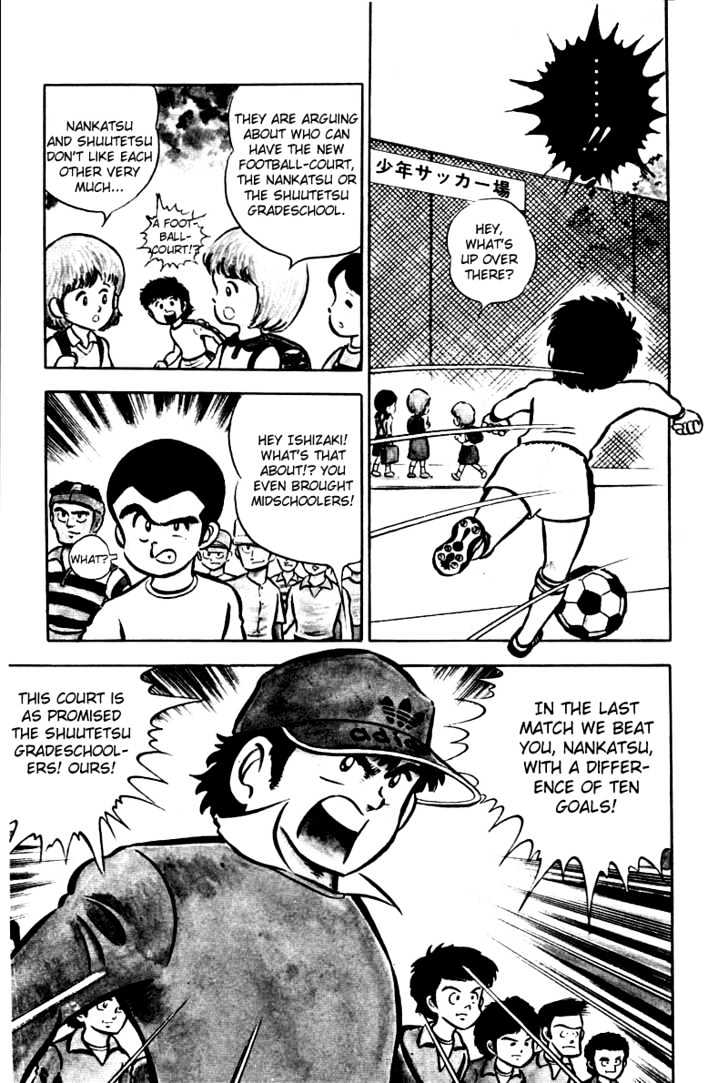 ......!!
少年サッカー場
HEY,
WHAT'S
UP OVER
THERE?
THEY ARE ARGUING
ABOUT WHO CAN
HAVE THE NEW
FOOTBALL-COURT,
THE NANKATSU OR
THE SHUUTETSU
GRADESCHOOL.
A FOOT-
BALL-
COURT!?
NANKATSU
AND SHUUTETSU
DON'T LIKE EACH
OTHER VERY
MUCH...
HEY ISHIZAKI!
WHAT'S THAT
ABOUT!? YOU
EVEN BROUGHT
MIDSCHOOLERS!
WHAT?
IN THE LAST
MATCH WE BEAT
YOU, NANKATSU,
WITH A DIFFER-
ENCE OF TEN
GOALS!
THIS COURT IS
AS PROMISED
THE SHUUTETSU
GRADESCHOOL-
ERS! OURS!
adid